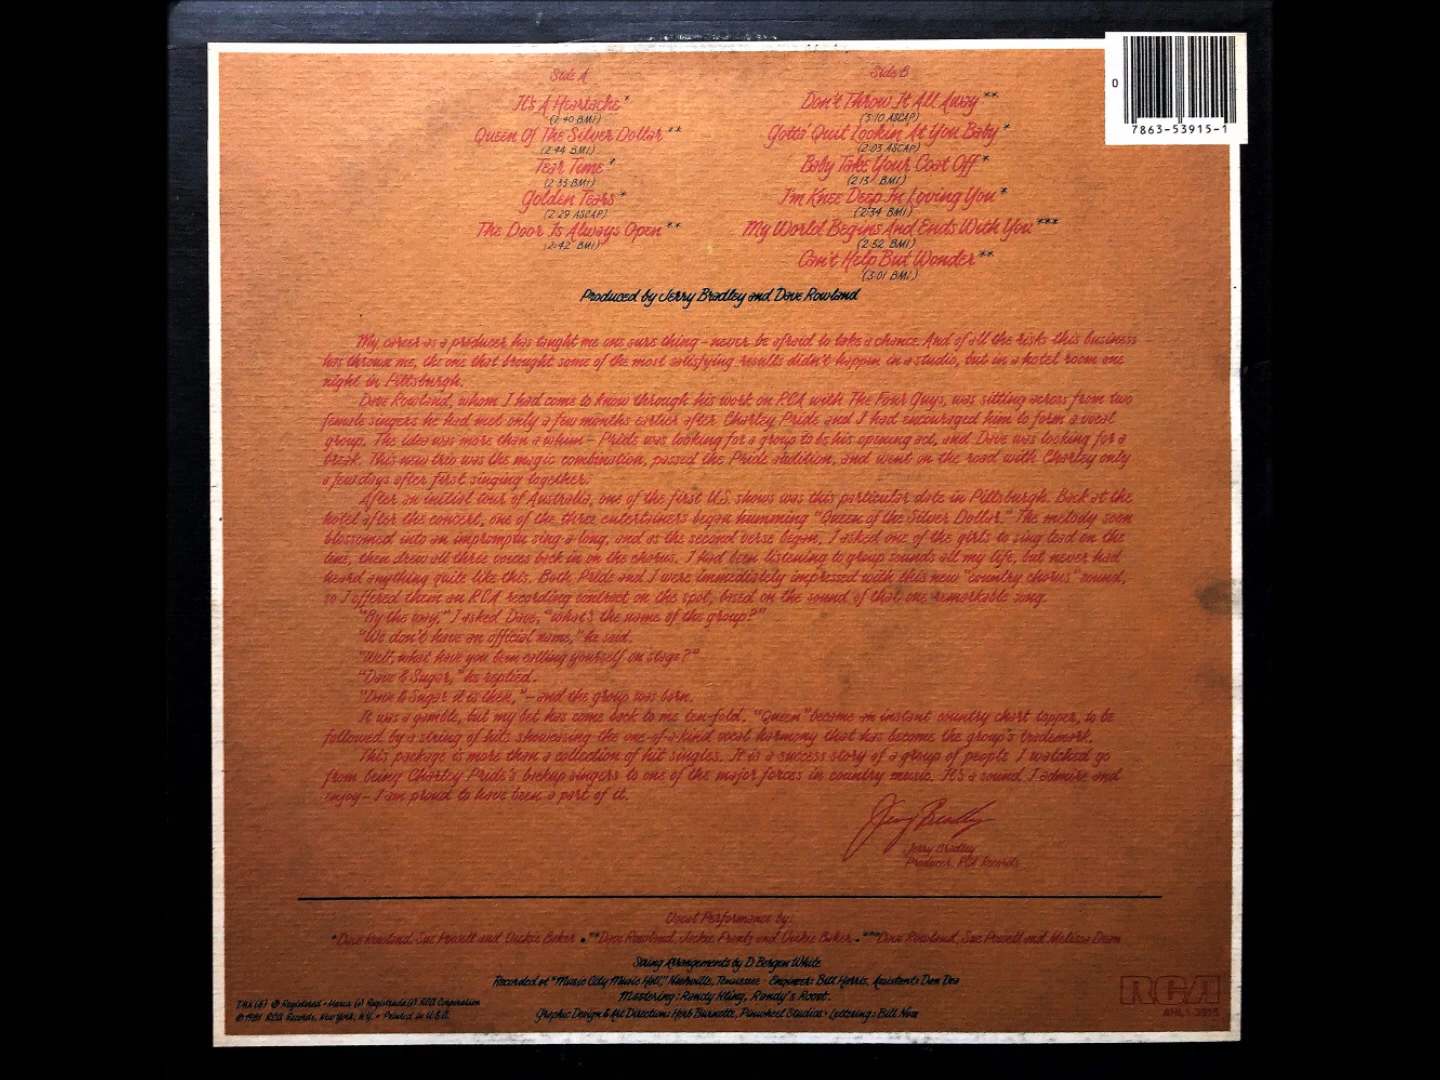 Side A
It's A Heartache*
(2:40 BMI)
Queen Of The Silver Dollar**
(2:44 BMI)
Tear Time*
(2:33 BMI)
Golden Tears*
(2:29 ASCAP)
The Door Is Always Open**
(2:42 BMI)
Side B
Don't Throw It All Away**
(3:10 ASCAP)
Gotta' Quit Lookin' At You Baby*
(2:03 ASCAP)
Baby Take Your Coat Off*
(2:13 BMI)
I'm Knee Deep In Loving You*
(2:34 BMI)
My World Begins And Ends With You***
(2:52 BMI)
Can't Help But Wonder**
(3:01 BMI)
0
7863-53915-1
Produced by Jerry Bradley and Dave Rowland
My career as a producer has taught me one sure thing – never be afraid to take a chance. And of all the risks this business
has thrown me, the one that brought some of the most satisfying results didn't happen in a studio, but in a hotel room one
night in Pittsburgh.
Dave Rowland, whom I had come to know through his work on RCA with The Four Guys, was sitting across from two
female singers he had met only a few months earlier after Charley Pride and I had encouraged him to form a vocal
group. The idea was more than a whim – Pride was looking for a group to be his opening act, and Dave was looking for a
break. This new trio was the magic combination, passed the Pride audition, and went on the road with Charley only
a few days after first singing together.
After an initial tour of Australia, one of the first U.S. shows was this particular date in Pittsburgh. Back at the
hotel after the concert, one of the three entertainers began humming "Queen of the Silver Dollar." The melody soon
blossomed into an impromptu sing-a-long, and as the second verse began, I asked one of the girls to sing lead on the
line, then drew all three voices back in on the chorus. I had been listening to group sounds all my life, but never had
heard anything quite like this. Both Pride and I were immediately impressed with this new "country chorus" sound,
so I offered them an RCA recording contract on the spot, based on the sound of that one remarkable song.
"By the way," I asked Dave, "what's the name of the group?"
"We don't have an official name," he said.
"Well, what have you been calling yourself on stage?"
"Dave & Sugar," he replied.
"Dave & Sugar it is then," – and the group was born.
It was a gamble, but my bet has come back to me ten-fold. "Queen" became an instant country chart topper, to be
followed by a string of hits showcasing the one-of-a-kind vocal harmony that has become the group's trademark.
This package is more than a collection of hit singles. It is a success story of a group of people I watched go
from being Charley Pride's backup singers to one of the major forces in country music. It's a sound I admire and
enjoy – I am proud to have been a part of it.
Jerry Bradley
Jerry Bradley
Producer, RCA Records
Vocal Performance by:
*Dave Rowland, Sue Powell and Vickie Baker • **Dave Rowland, Jackie Frantz and Vickie Baker • ***Dave Rowland, Sue Powell and Melissa Dean
String Arrangements by D. Bergen White
Recorded at "Music City Music Hall," Nashville, Tennessee • Engineer: Bill Harris, Assistant: Dan Dea
Mastering: Randy Kling, Randy's Roost.
Graphic Design & Art Direction: Herb Burnette, Pinwheel Studios • Lettering: Bill
TMK(s) ® Registered • Marca(s) Registrada(s) RCA Corporation
©1981 RCA Records, New York, N.Y. • Printed in U.S.A.
RCA
AHL1-3915